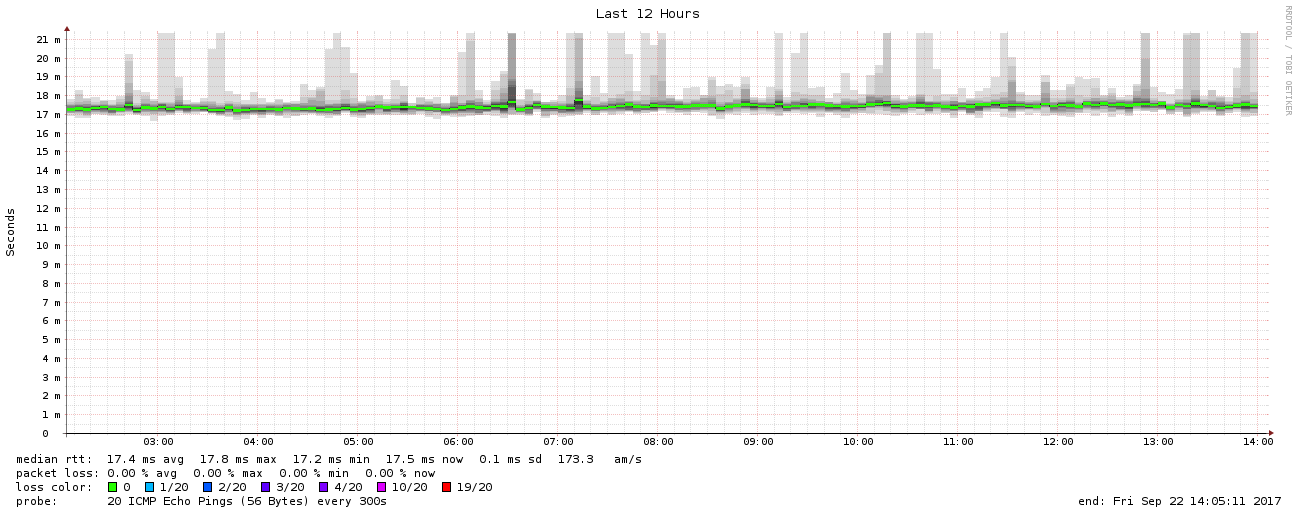 Last 12 Hours
RRDTOOL / TOBI OETIKER
Seconds
21 m
20 m
19 m
18 m
17 m
16 m
15 m
14 m
13 m
12 m
11 m
10 m
9 m
8 m
7 m
6 m
5 m
4 m
3 m
2 m
1 m
0
03:00 04:00 05:00 06:00 07:00 08:00 09:00 10:00 11:00 12:00 13:00 14:00
median rtt: 17.4 ms avg 17.8 ms max 17.2 ms min 17.5 ms now 0.1 ms sd 173.3 am/s
packet loss: 0.00 % avg 0.00 % max 0.00 % min 0.00 % now
loss color: 0 1/20 2/20 3/20 4/20 10/20 19/20
probe: 20 ICMP Echo Pings (56 Bytes) every 300s end: Fri Sep 22 14:05:11 2017